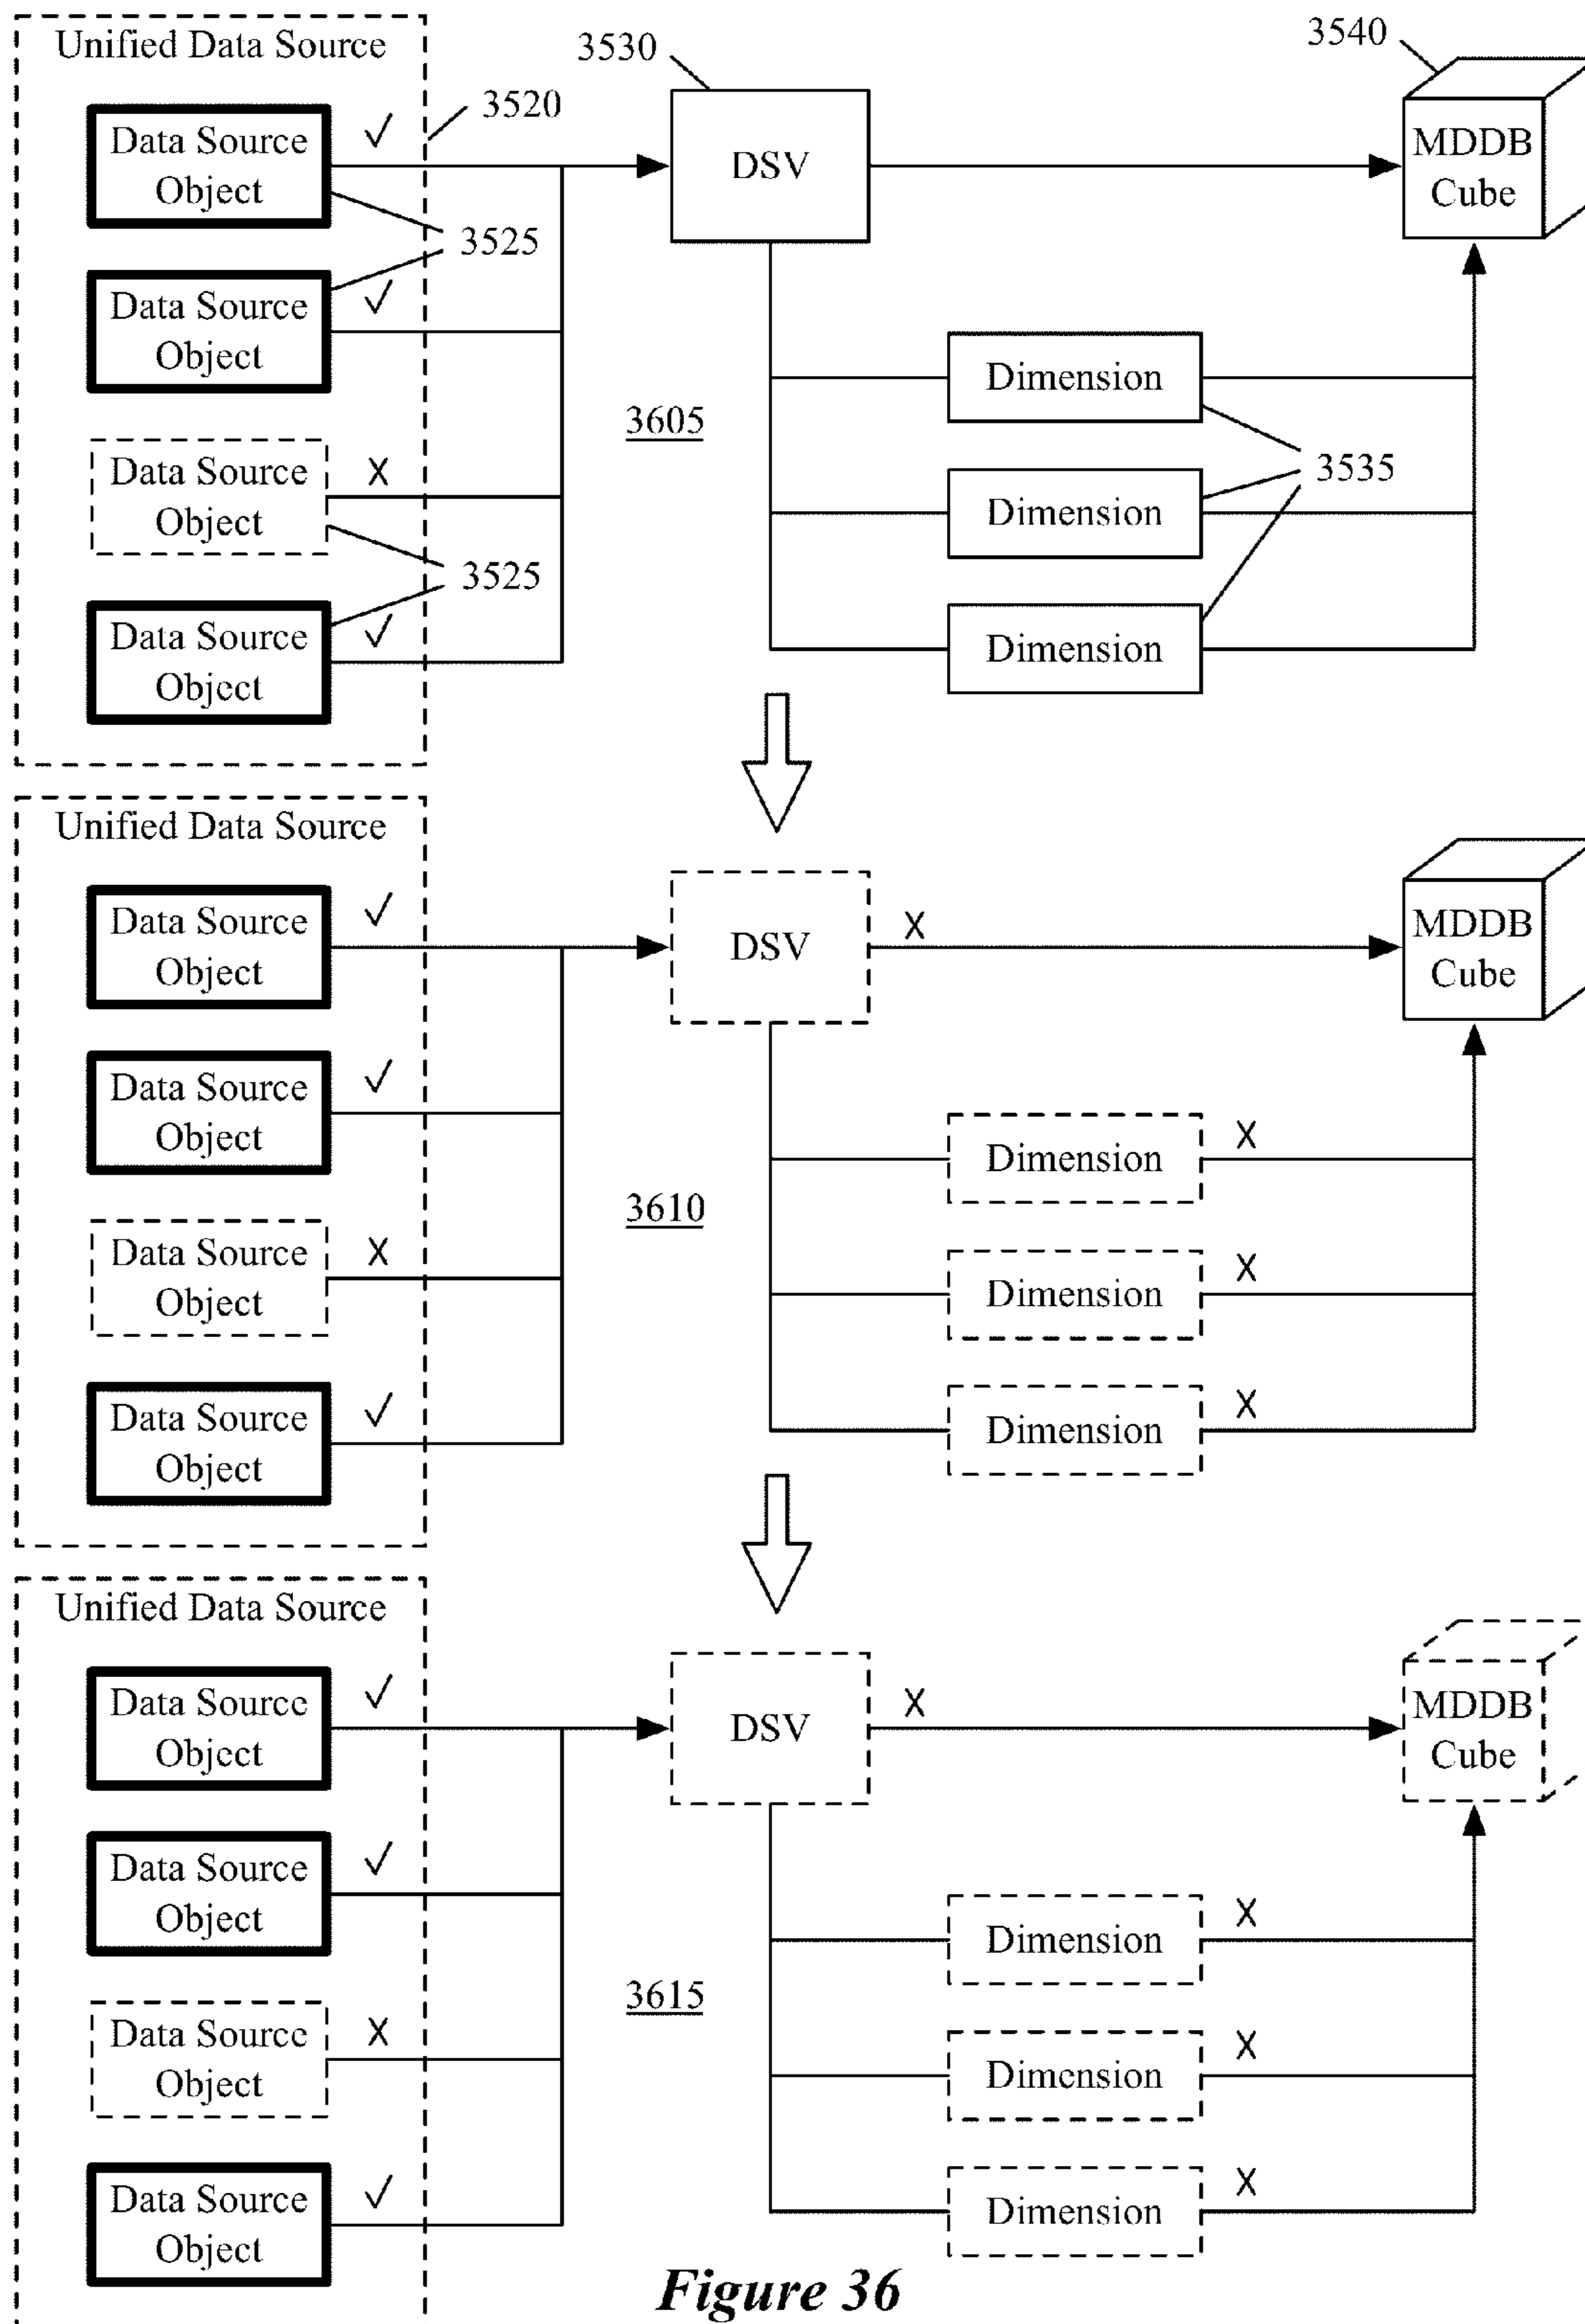 Unified Data Source
3530
3540
Data Source
Object
✓
3520
DSV
MDDB
Cube
3525
Data Source
Object
✓
Dimension
3605
Data Source
Object
X
3535
Dimension
3525
Data Source
Object
✓
Dimension
Unified Data Source
Data Source
Object
✓
DSV
X
MDDB
Cube
Data Source
Object
✓
Dimension
X
3610
Data Source
Object
X
Dimension
X
Data Source
Object
✓
Dimension
X
Unified Data Source
Data Source
Object
✓
DSV
X
MDDB
Cube
Data Source
Object
✓
Dimension
X
3615
Data Source
Object
X
Dimension
X
Data Source
Object
✓
Dimension
X
Figure 36